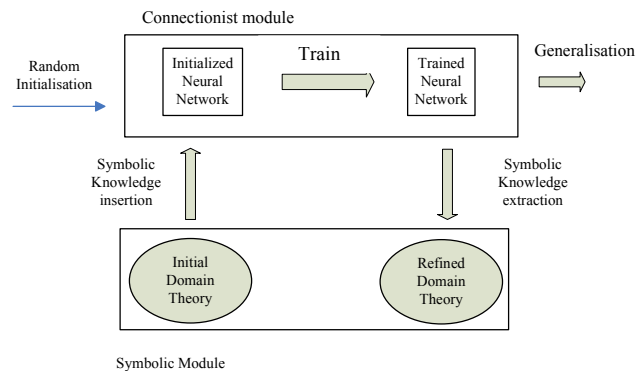 Connectionist module
Random
Initialisation
Initialized
Neural
Network
Train
Trained
Neural
Network
Generalisation
Symbolic
Knowledge
insertion
Symbolic
Knowledge
extraction
Initial
Domain
Theory
Refined
Domain
Theory
Symbolic Module